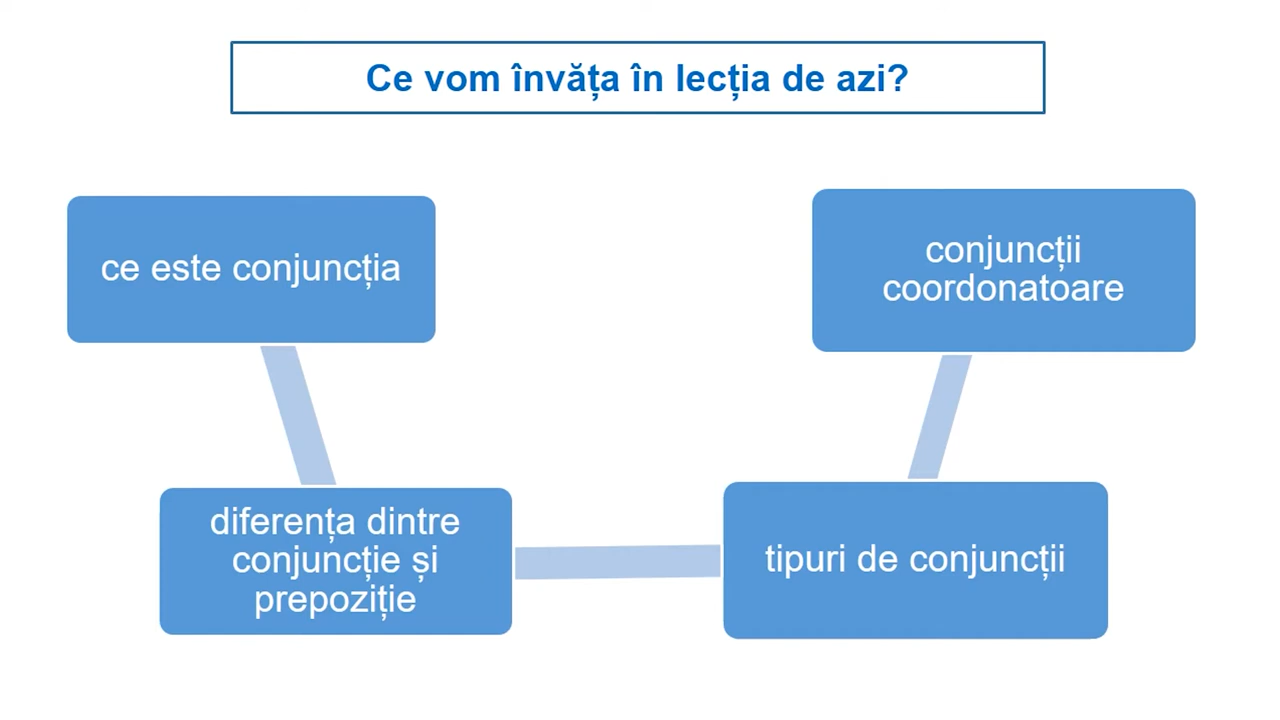 Ce vom învăța în lecția de azi?
ce este conjuncția
diferența dintre
conjuncție și
prepoziție
tipuri de conjuncții
conjuncții
coordonatoare